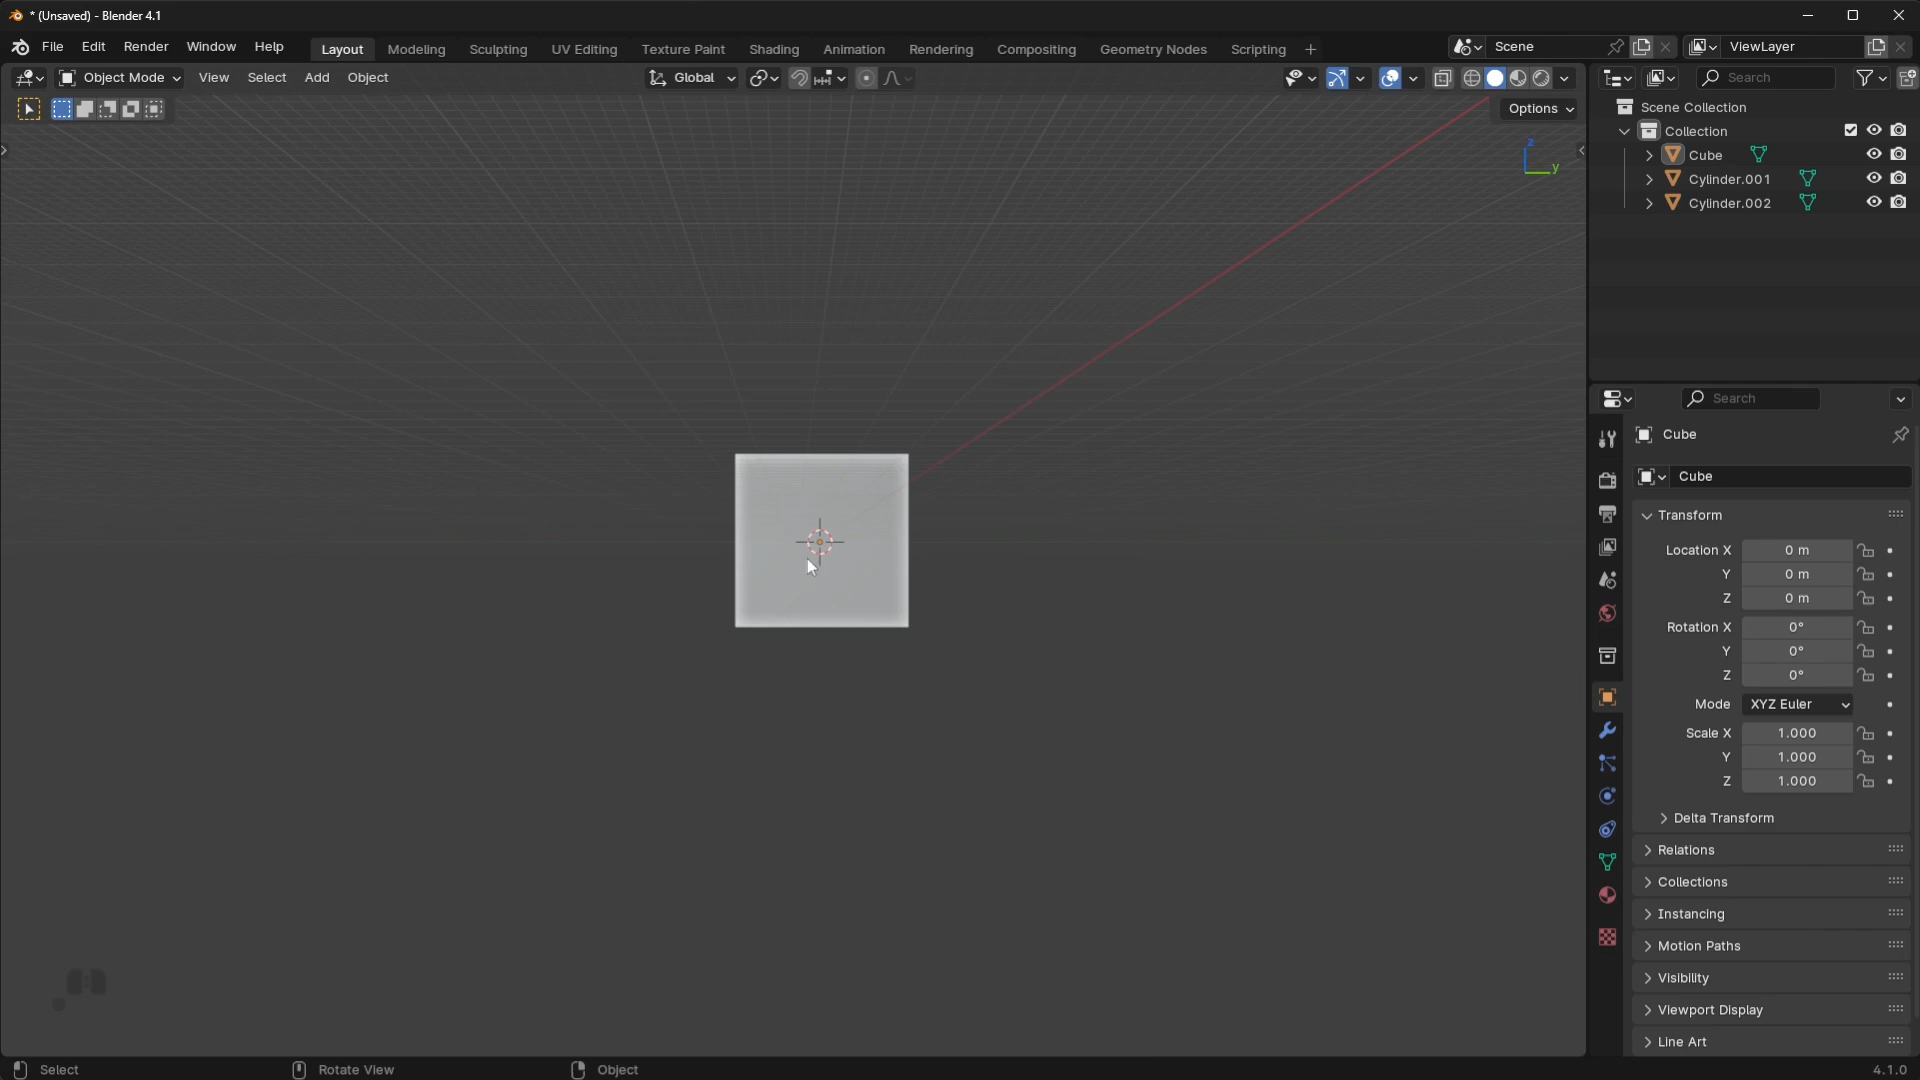 * (Unsaved) - Blender 4.1
File Edit Render Window Help Layout Modeling Sculpting UV Editing Texture Paint Shading Animation Rendering Compositing Geometry Nodes Scripting + Scene ViewLayer
Object Mode View Select Add Object Global Search
Options
Scene Collection
Collection
Cube
Cylinder.001
Cylinder.002
z
y
Search
Cube
Cube
Transform
Location X 0 m
Y 0 m
Z 0 m
Rotation X 0°
Y 0°
Z 0°
Mode XYZ Euler
Scale X 1.000
Y 1.000
Z 1.000
Delta Transform
Relations
Collections
Instancing
Motion Paths
Visibility
Viewport Display
Line Art
Select Rotate View Object 4.1.0